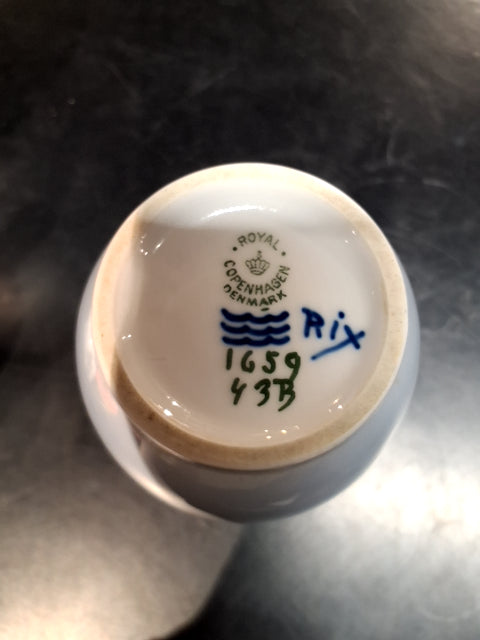 ROYAL
COPENHAGEN
DENMARK
Rix
1659
43B